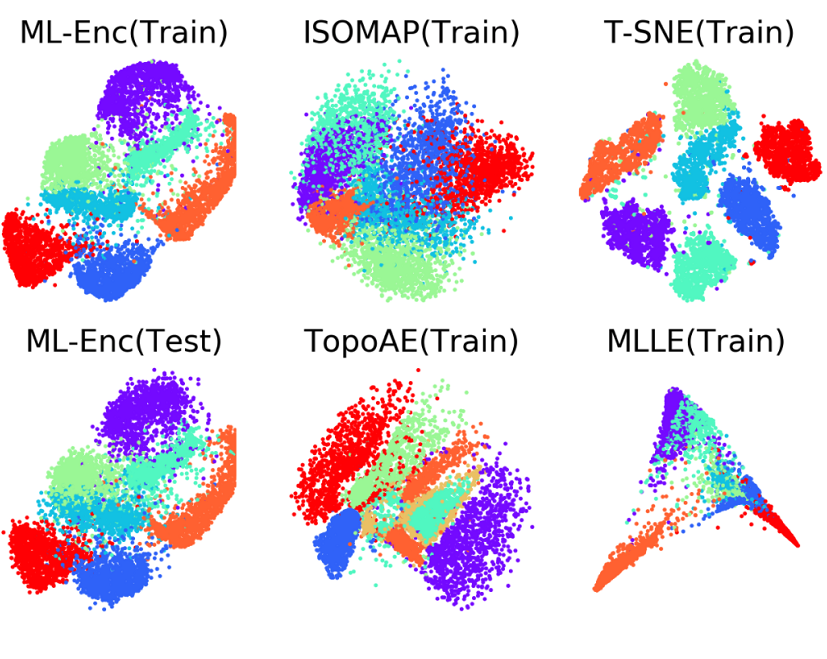 ML-Enc(Train)
ISOMAP(Train)
T-SNE(Train)
ML-Enc(Test)
TopoAE(Train)
MLLE(Train)